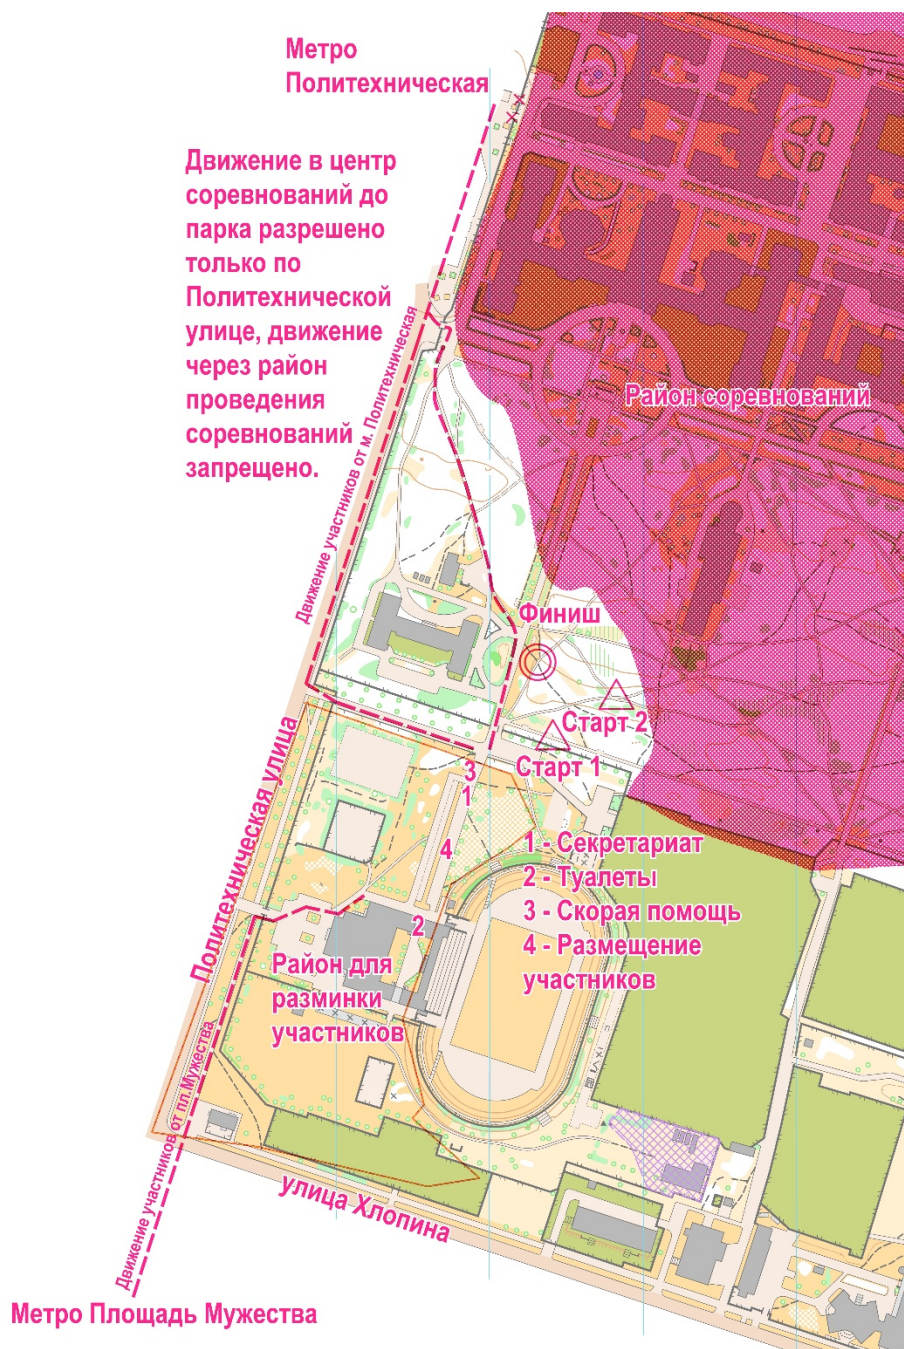 Метро
Политехническая
Движение в центр
соревнований до
парка разрешено
только по
Политехнической
улице, движение
через район
проведения
соревнований
запрещено.
Движение участников от м. Политехническая
Район соревнований
Финиш
Старт 2
Старт 1
3
1
4
2
1 - Секретариат
2 - Туалеты
3 - Скорая помощь
4 - Размещение
участников
Политехническая улица
Район для
разминки
участников
Движение участников от пл.Мужества
улица Хлопина
Метро Площадь Мужества